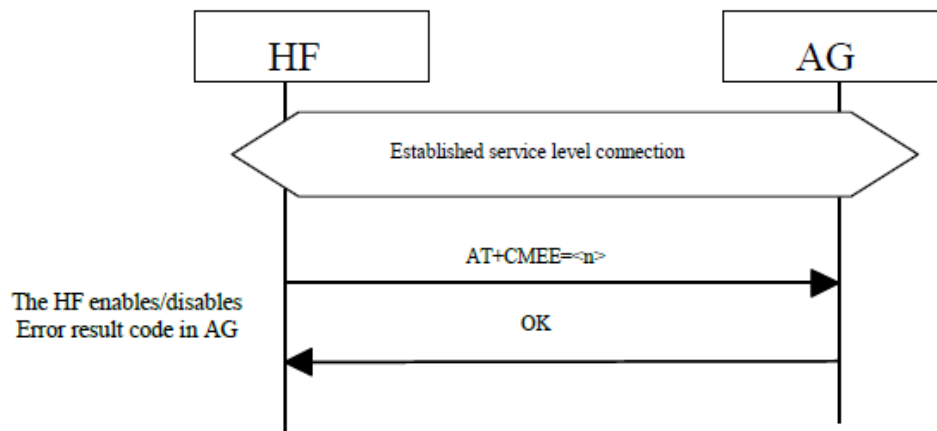 HF
AG
Established service level connection
AT+CMEE=<n>
The HF enables/disables
Error result code in AG
OK